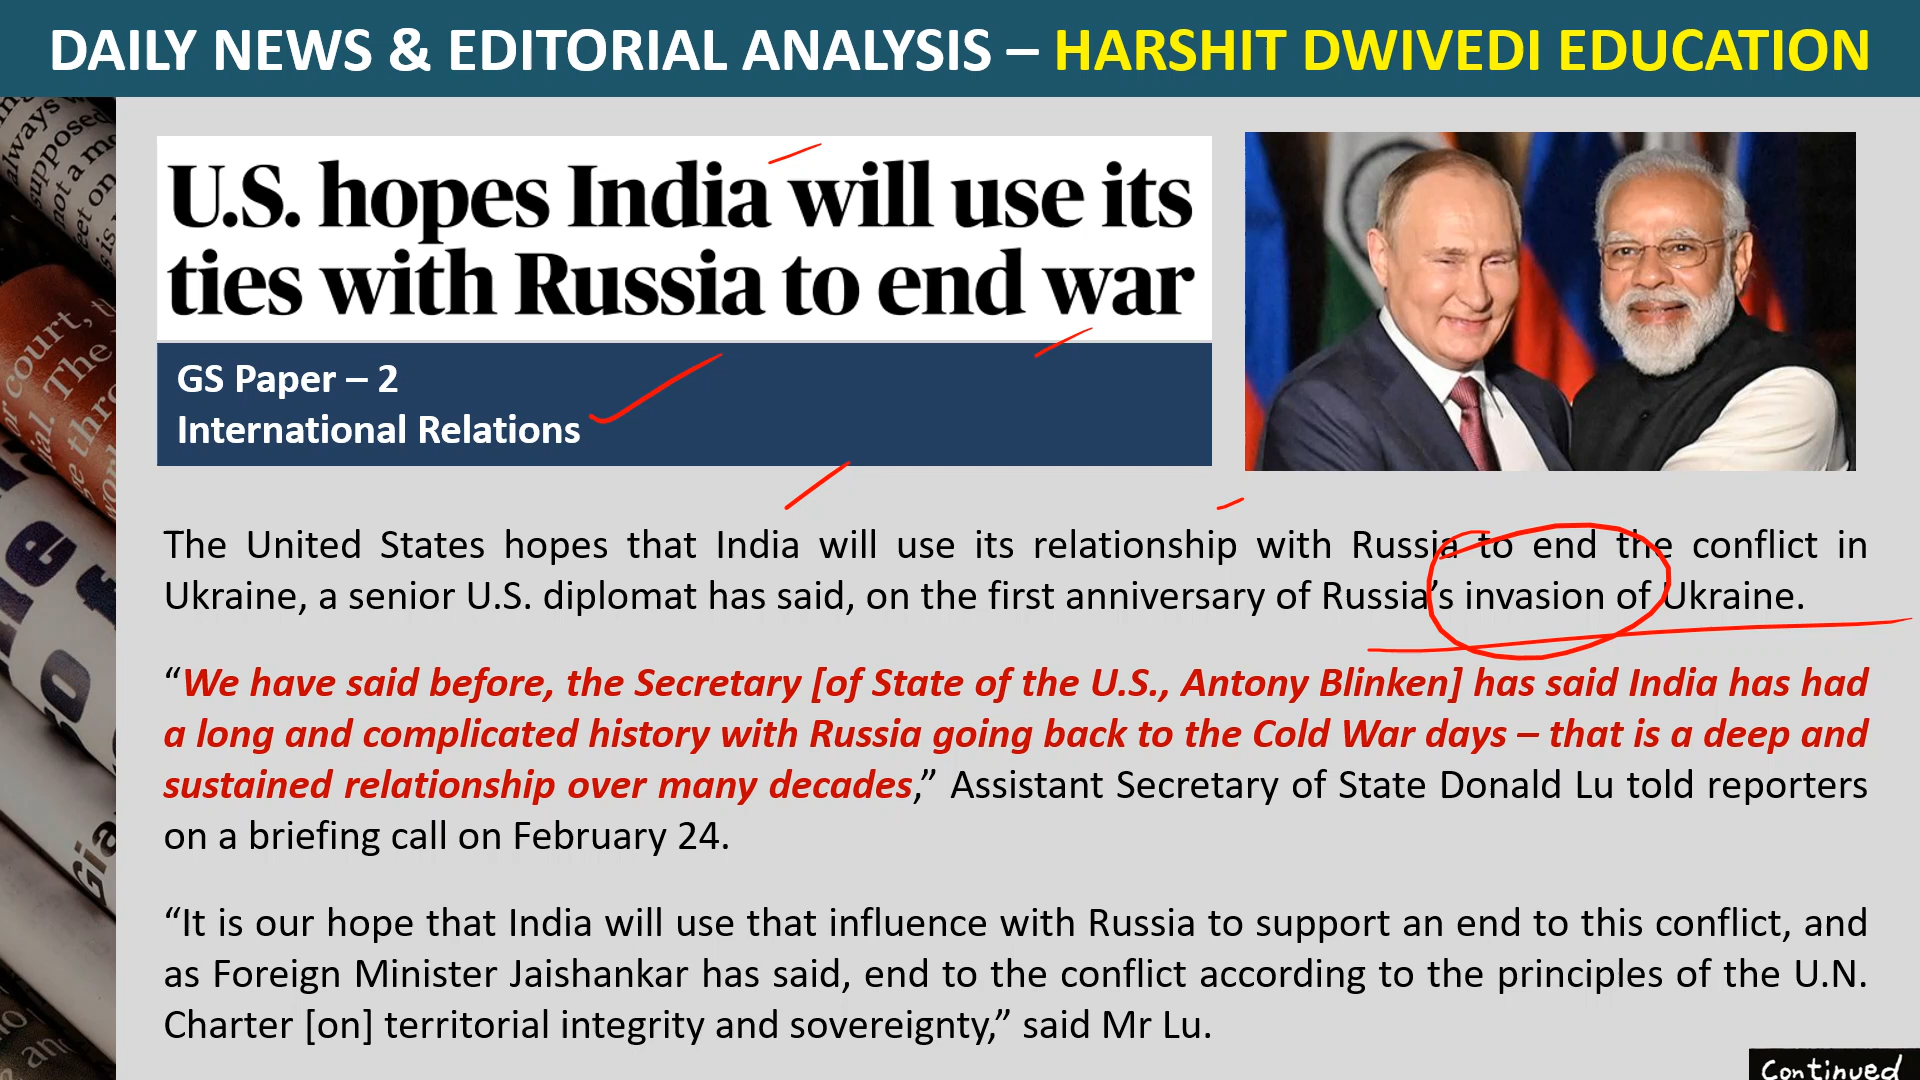 DAILY NEWS & EDITORIAL ANALYSIS – HARSHIT DWIVEDI EDUCATION
U.S. hopes India will use its
ties with Russia to end war
GS Paper – 2
International Relations
The United States hopes that India will use its relationship with Russia to end the conflict in
Ukraine, a senior U.S. diplomat has said, on the first anniversary of Russia’s invasion of Ukraine.
“We have said before, the Secretary [of State of the U.S., Antony Blinken] has said India has had
a long and complicated history with Russia going back to the Cold War days – that is a deep and
sustained relationship over many decades,” Assistant Secretary of State Donald Lu told reporters
on a briefing call on February 24.
“It is our hope that India will use that influence with Russia to support an end to this conflict, and
as Foreign Minister Jaishankar has said, end to the conflict according to the principles of the U.N.
Charter [on] territorial integrity and sovereignty,” said Mr Lu.
Continued